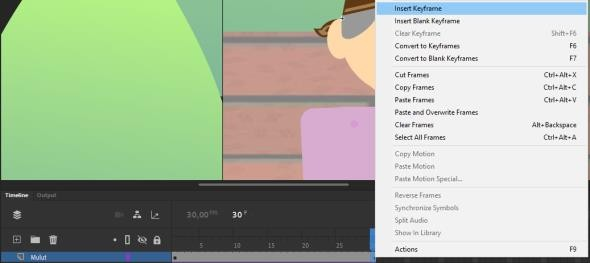 Insert Keyframe
Insert Blank Keyframe
Clear Keyframe Shift+F6
Convert to Keyframes F6
Convert to Blank Keyframes F7
Cut Frames Ctrl+Alt+X
Copy Frames Ctrl+Alt+C
Paste Frames Ctrl+Alt+V
Paste and Overwrite Frames
Clear Frames Alt+Backspace
Select All Frames Ctrl+Alt+A
Copy Motion
Paste Motion
Paste Motion Special...
Reverse Frames
Synchronize Symbols
Split Audio
Show In Library
Actions F9
Timeline Output
30,00 FPS 30 F
5 10 15 20 25
Mulut